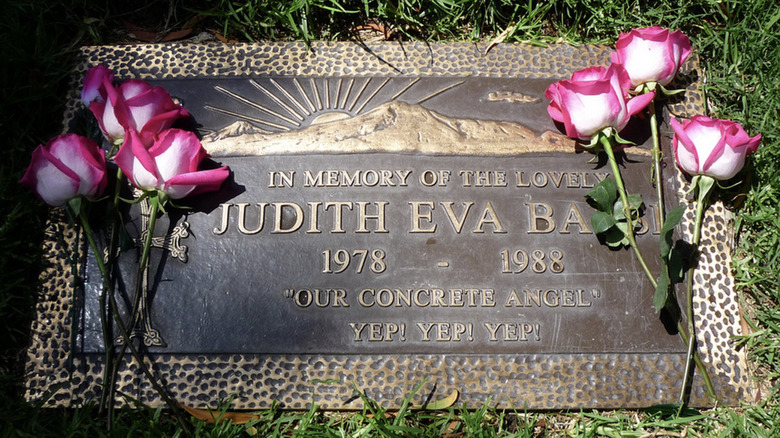 IN MEMORY OF THE LOVELY
JUDITH EVA
1978 - 1988
"OUR CONCRETE ANGEL"
YEP! YEP! YEP!